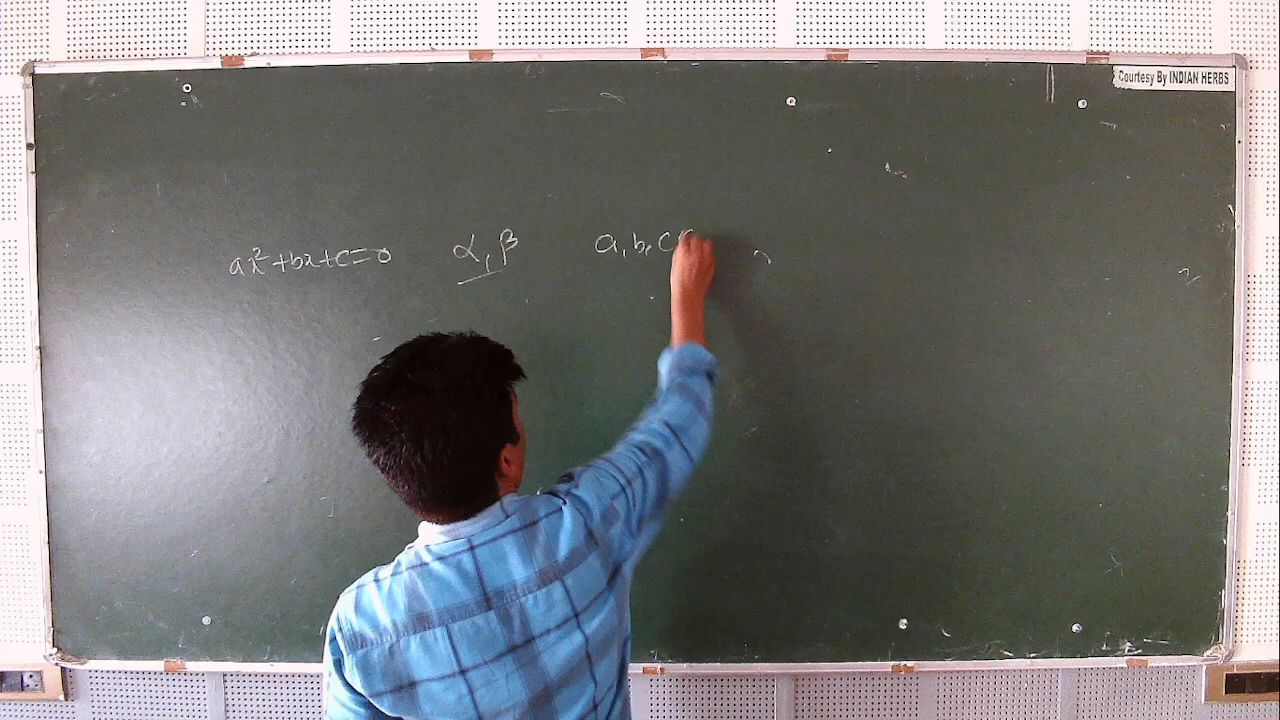 Courtesy By INDIAN HERBS
ax²+bx+c=0 α, β a, b, c